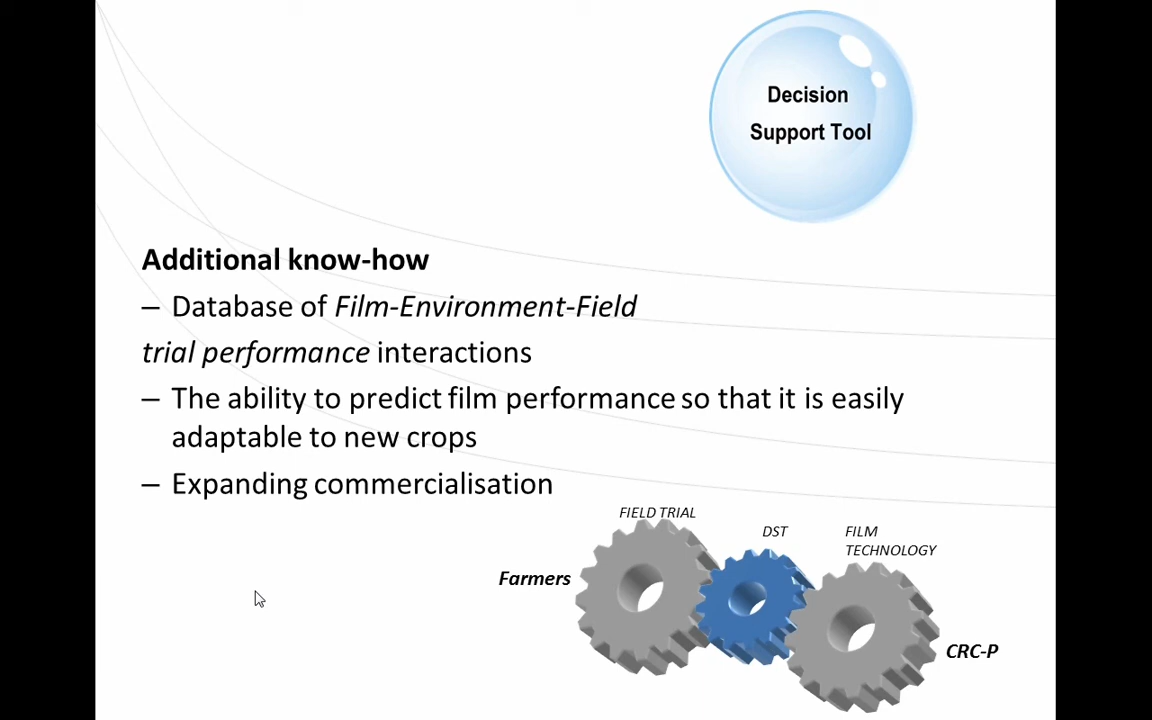 Decision
Support Tool
Additional know-how
– Database of Film-Environment-Field
trial performance interactions
– The ability to predict film performance so that it is easily
adaptable to new crops
– Expanding commercialisation
FIELD TRIAL
DST
FILM
TECHNOLOGY
Farmers
CRC-P